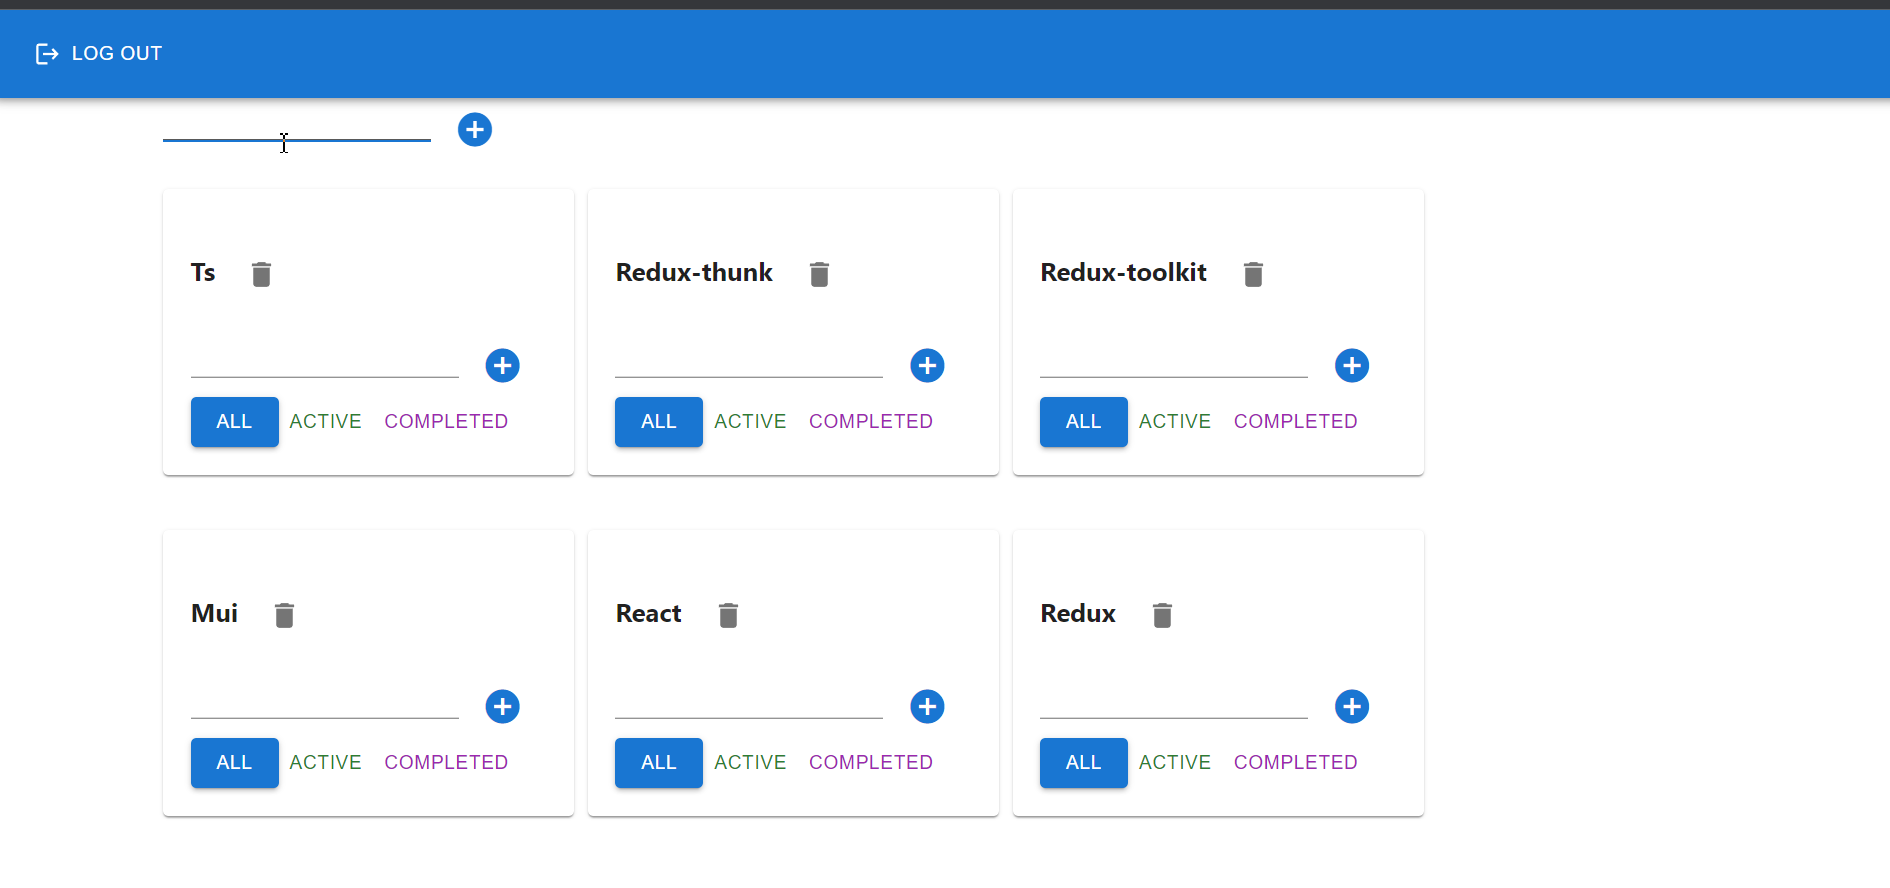 LOG OUT
Ts
Redux-thunk
Redux-toolkit
ALL ACTIVE COMPLETED
ALL ACTIVE COMPLETED
ALL ACTIVE COMPLETED
Mui
React
Redux
ALL ACTIVE COMPLETED
ALL ACTIVE COMPLETED
ALL ACTIVE COMPLETED